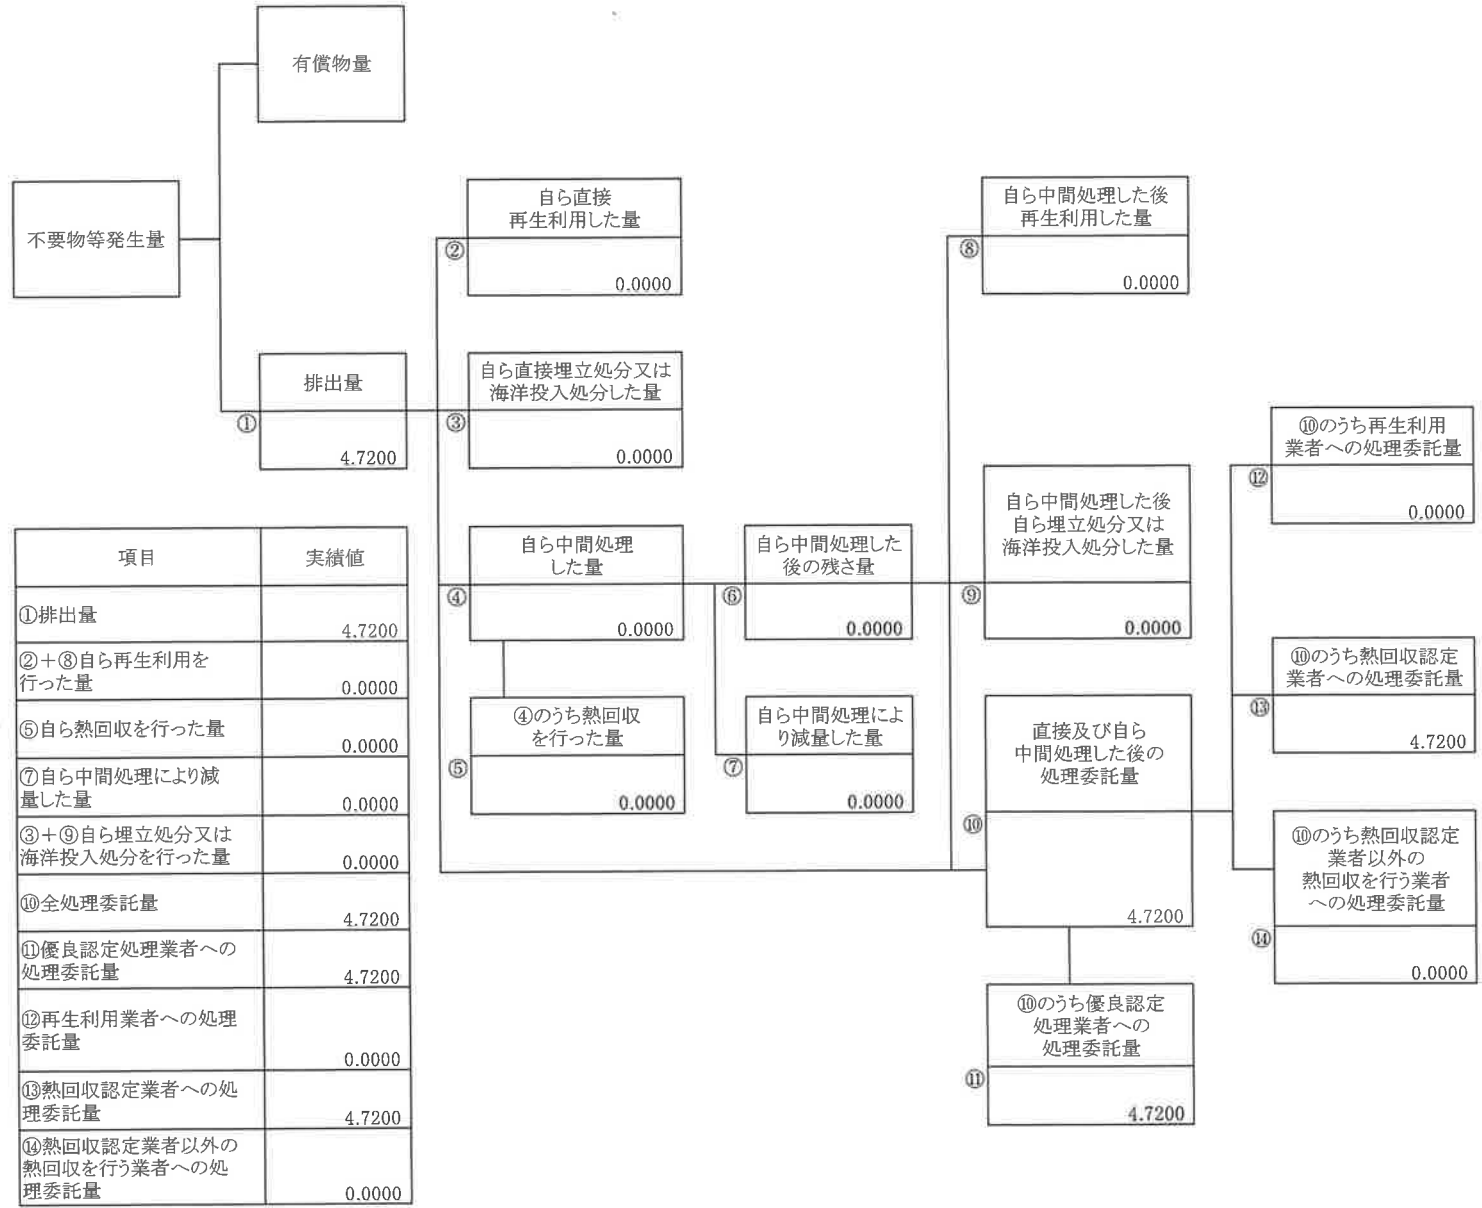 有償物量
不要物等発生量
自ら直接
再生利用した量
②
0.0000
自ら中間処理した後
再生利用した量
⑧
0.0000
排出量
①
4.7200
自ら直接埋立処分又は
海洋投入処分した量
③
0.0000
⑩のうち再生利用
業者への処理委託量
⑫
0.0000
自ら中間処理
した量
④
0.0000
自ら中間処理した
後の残さ量
⑥
0.0000
自ら中間処理した後
自ら埋立処分又は
海洋投入処分した量
⑨
0.0000
⑩のうち熱回収認定
業者への処理委託量
⑬
4.7200
④のうち熱回収
を行った量
⑤
0.0000
自ら中間処理によ
り減量した量
⑦
0.0000
直接及び自ら
中間処理した後の
処理委託量
⑩
4.7200
⑩のうち熱回収認定
業者以外の
熱回収を行う業者
への処理委託量
⑭
0.0000
⑩のうち優良認定
処理業者への
処理委託量
⑪
4.7200
項目 実績値
①排出量
4.7200
②＋⑧自ら再生利用を
行った量
0.0000
⑤自ら熱回収を行った量
0.0000
⑦自ら中間処理により減
量した量
0.0000
③＋⑨自ら埋立処分又は
海洋投入処分を行った量
0.0000
⑩全処理委託量
4.7200
⑪優良認定処理業者への
処理委託量
4.7200
⑫再生利用業者への処理
委託量
0.0000
⑬熱回収認定業者への処
理委託量
4.7200
⑭熱回収認定業者以外の
熱回収を行う業者への処
理委託量
0.0000